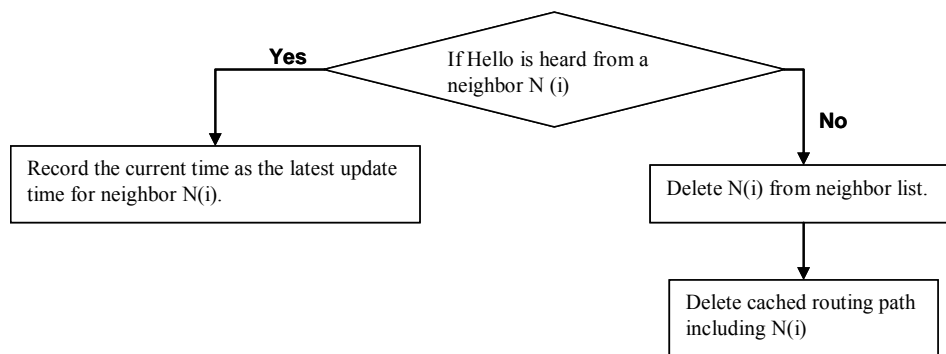 Yes
If Hello is heard from a
neighbor N (i)
No
Record the current time as the latest update
time for neighbor N(i).
Delete N(i) from neighbor list.
Delete cached routing path
including N(i)